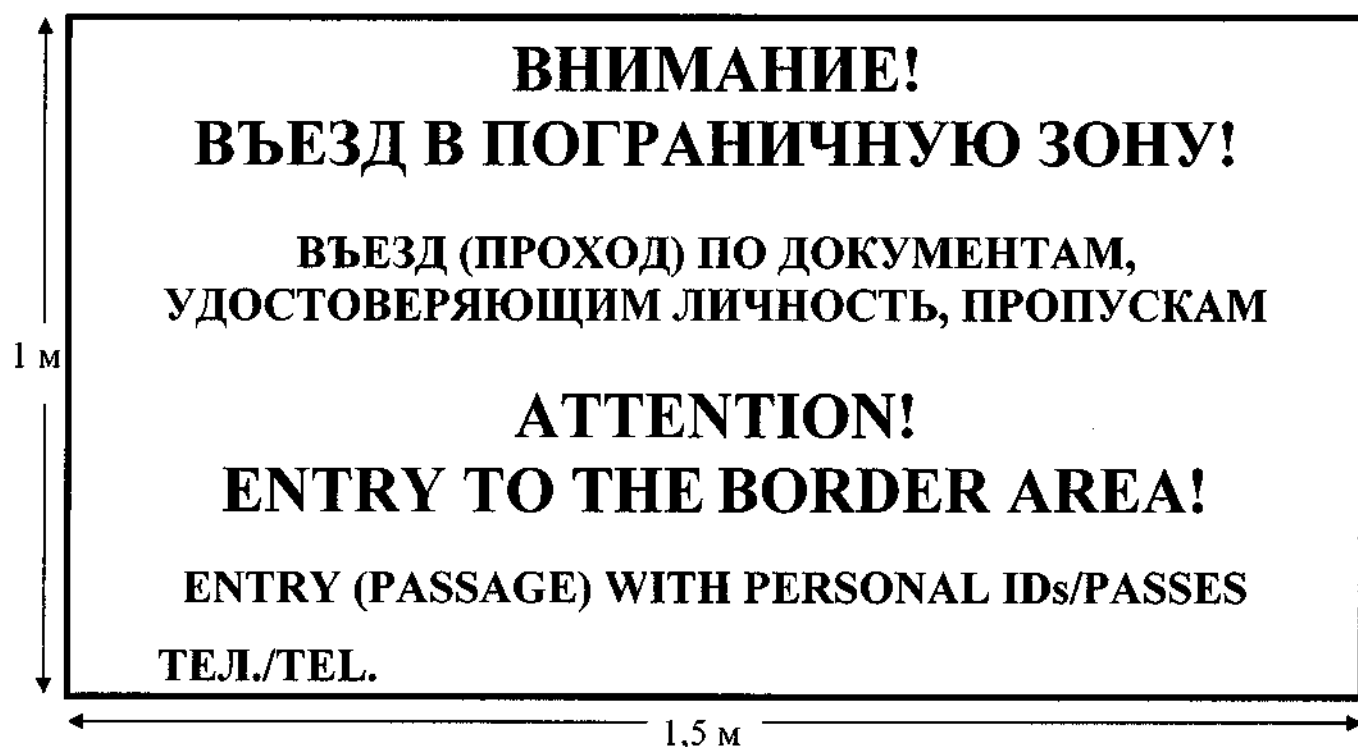 ВНИМАНИЕ!
ВЪЕЗД В ПОГРАНИЧНУЮ ЗОНУ!
ВЪЕЗД (ПРОХОД) ПО ДОКУМЕНТАМ,
УДОСТОВЕРЯЮЩИМ ЛИЧНОСТЬ, ПРОПУСКАМ
1 м
ATTENTION!
ENTRY TO THE BORDER AREA!
ENTRY (PASSAGE) WITH PERSONAL IDs/PASSES
ТЕЛ./TEL.
1,5 м